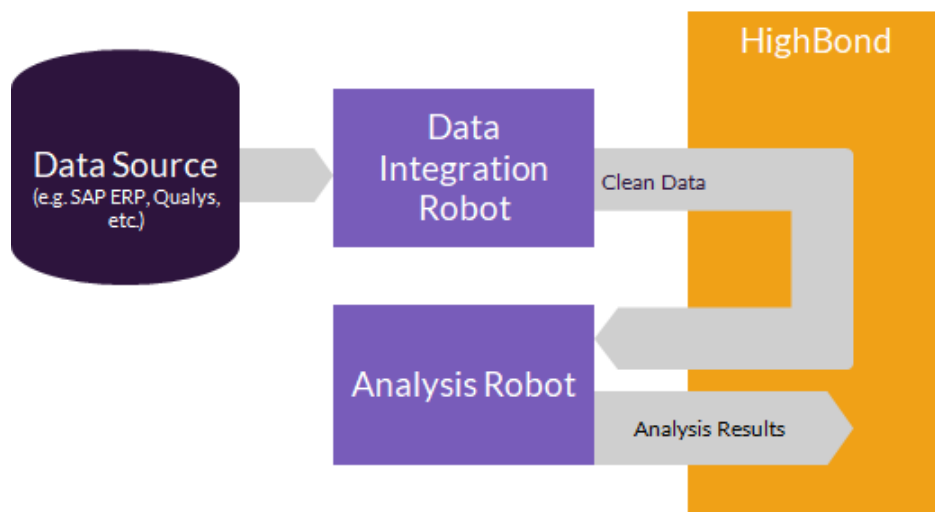 HighBond
Data Source
(e.g. SAP ERP, Qualys,
etc.)
Data
Integration
Robot
Clean Data
Analysis Robot
Analysis Results